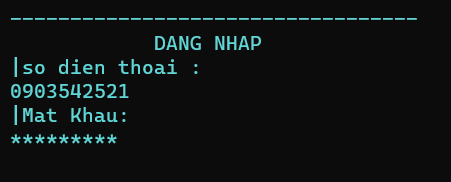 ----------------------------------
DANG NHAP
|so dien thoai :
0903542521
|Mat Khau:
*********